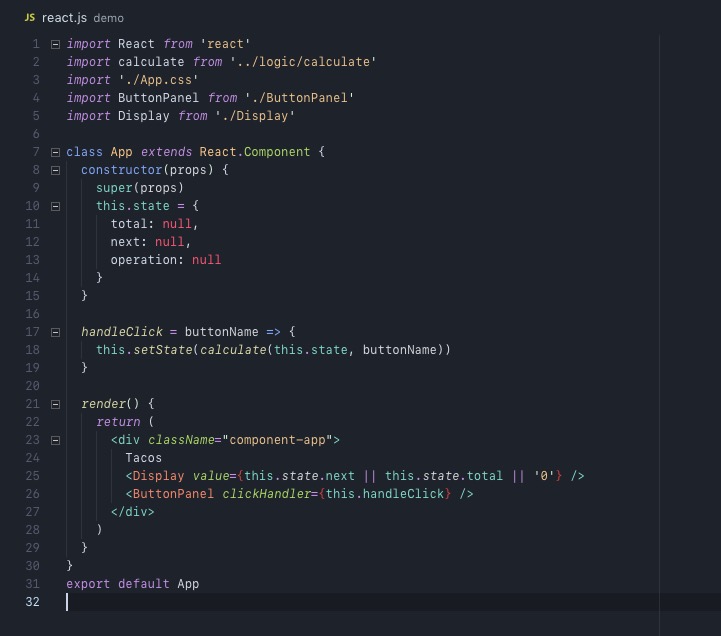 JS react.js demo
1 import React from 'react'
2 import calculate from '../logic/calculate'
3 import './App.css'
4 import ButtonPanel from './ButtonPanel'
5 import Display from './Display'
6
7 class App extends React.Component {
8   constructor(props) {
9     super(props)
10     this.state = {
11       total: null,
12       next: null,
13       operation: null
14     }
15   }
16
17   handleClick = buttonName => {
18     this.setState(calculate(this.state, buttonName))
19   }
20
21   render() {
22     return (
23       <div className="component-app">
24         Tacos
25         <Display value={this.state.next || this.state.total || '0'} />
26         <ButtonPanel clickHandler={this.handleClick} />
27       </div>
28     )
29   }
30 }
31 export default App
32